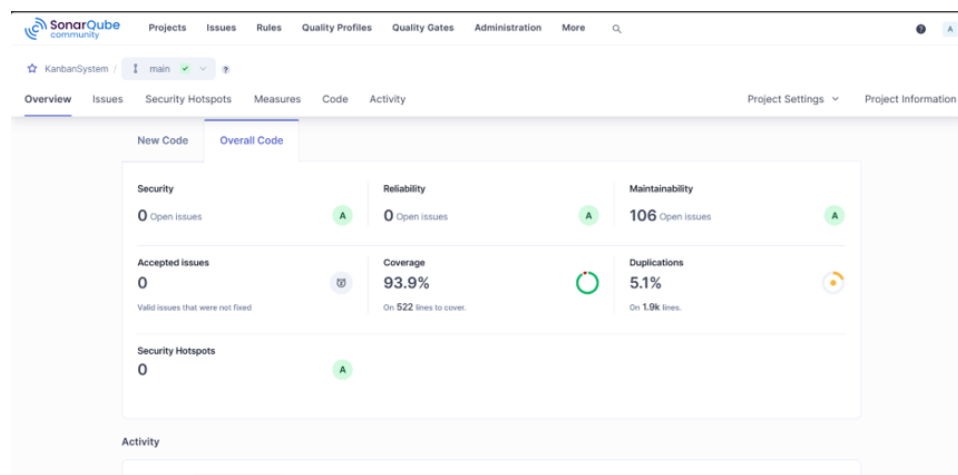 SonarQube
community
Projects Issues Rules Quality Profiles Quality Gates Administration More
? A
KanbanSystem / main ?
Overview Issues Security Hotspots Measures Code Activity Project Settings Project Information
New Code Overall Code
Security Reliability Maintainability
0 Open issues A 0 Open issues A 106 Open issues A
Accepted issues Coverage Duplications
0 93.9% 5.1%
Valid issues that were not fixed On 522 lines to cover. On 1.9k lines.
Security Hotspots
0 A
Activity